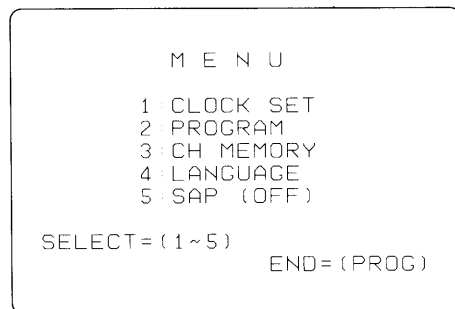 M E N U
1:CLOCK SET
2:PROGRAM
3:CH MEMORY
4:LANGUAGE
5:SAP (OFF)
SELECT=(1~5)
END=(PROG)